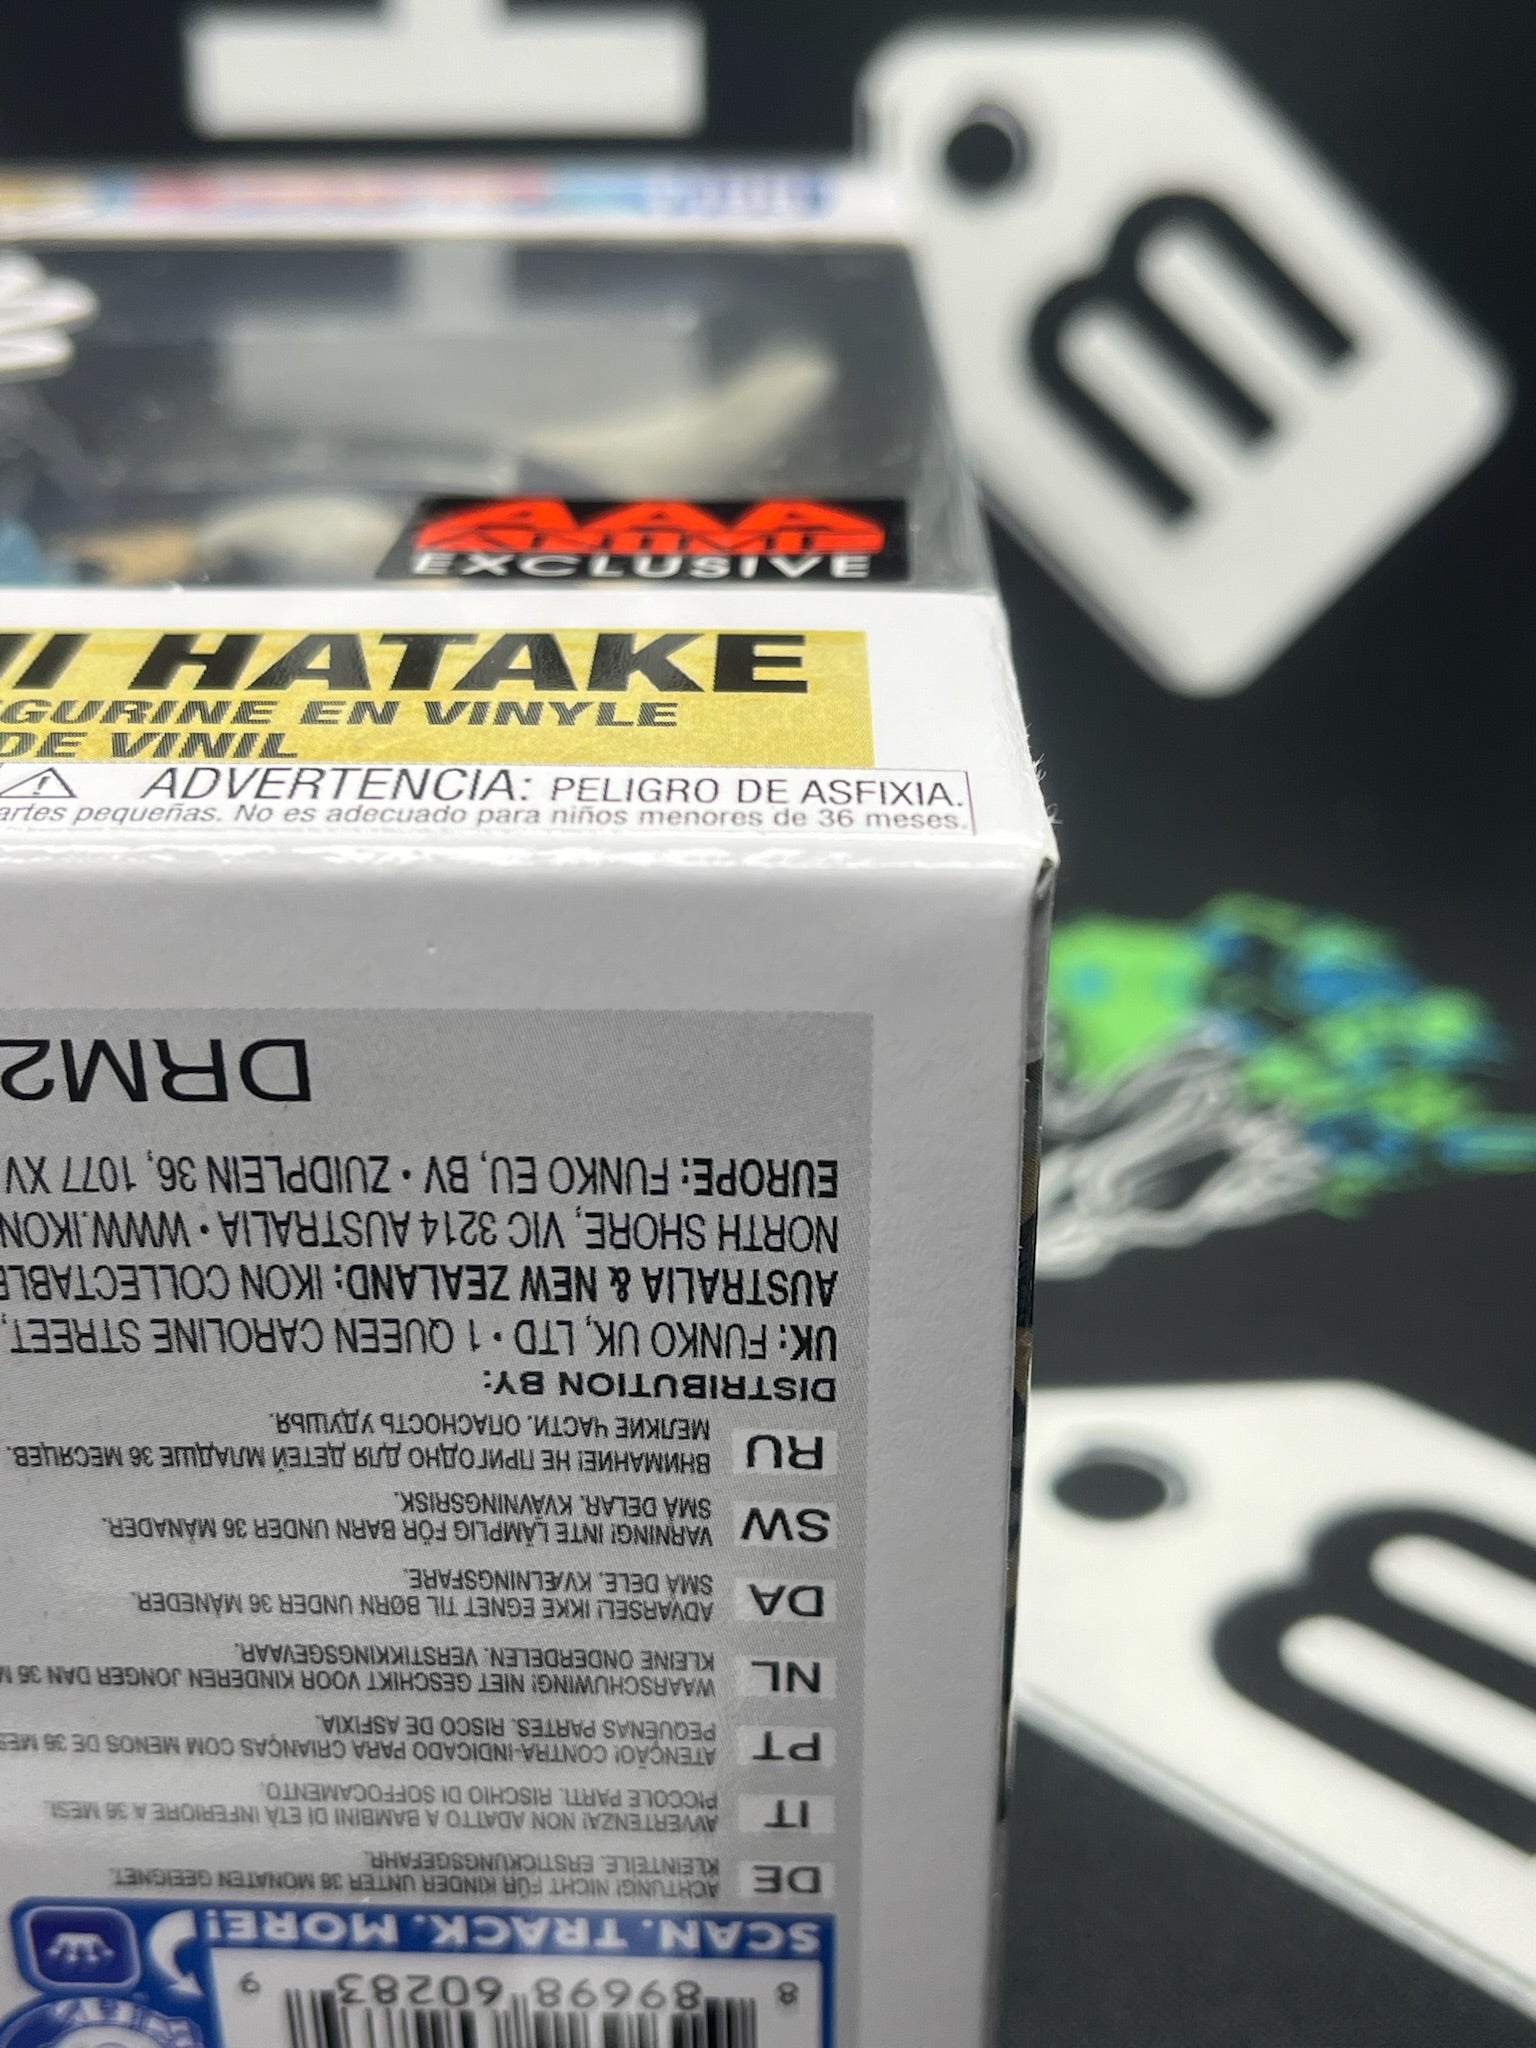 AAA
ANIME
EXCLUSIVE
HATAKE
GURINE EN VINYLE
DE VINIL
ADVERTENCIA: PELIGRO DE ASFIXIA.
artes pequeñas. No es adecuado para niños menores de 36 meses.
8 89698 60283 9
SCAN. TRACK. MORE!
DE ACHTUNG! NICHT FÜR KINDER UNTER 36 MONATEN GEEIGNET.
KLEINTEILE. ERSTICKUNGSGEFAHR.
IT AVVERTENZA! NON ADATTO A BAMBINI DI ETÀ INFERIORE A 36 MESI.
PICCOLE PARTI. RISCHIO DI SOFFOCAMENTO.
PT ATENÇÃO! CONTRA-INDICADO PARA CRIANÇAS COM MENOS DE 36 MES
PEQUENAS PARTES. RISCO DE ASFIXIA.
NL WAARSCHUWING! NIET GESCHIKT VOOR KINDEREN JONGER DAN 36 M
KLEINE ONDERDELEN. VERSTIKKINGSGEVAAR.
DA ADVARSEL! IKKE EGNET TIL BØRN UNDER 36 MÅNEDER.
SMÅ DELE. KVÆLNINGSFARE.
SW VARNING! INTE LÄMPLIG FÖR BARN UNDER 36 MÅNADER.
SMÅ DELAR. KVÄVNINGSRISK.
RU ВНИМАНИЕ! НЕ ПРИГОДНО ДЛЯ ДЕТЕЙ МЛАДШЕ 36 МЕСЯЦЕВ.
МЕЛКИЕ ЧАСТИ. ОПАСНОСТЬ УДУШЬЯ.
DISTRIBUTION BY:
UK: FUNKO UK, LTD • 1 QUEEN CAROLINE STREET,
AUSTRALIA & NEW ZEALAND: IKON COLLECTABLE
NORTH SHORE, VIC 3214 AUSTRALIA • WWW.IKON
EUROPE: FUNKO EU, BV • ZUIDPLEIN 36, 1077 XV
DRM2
m
m